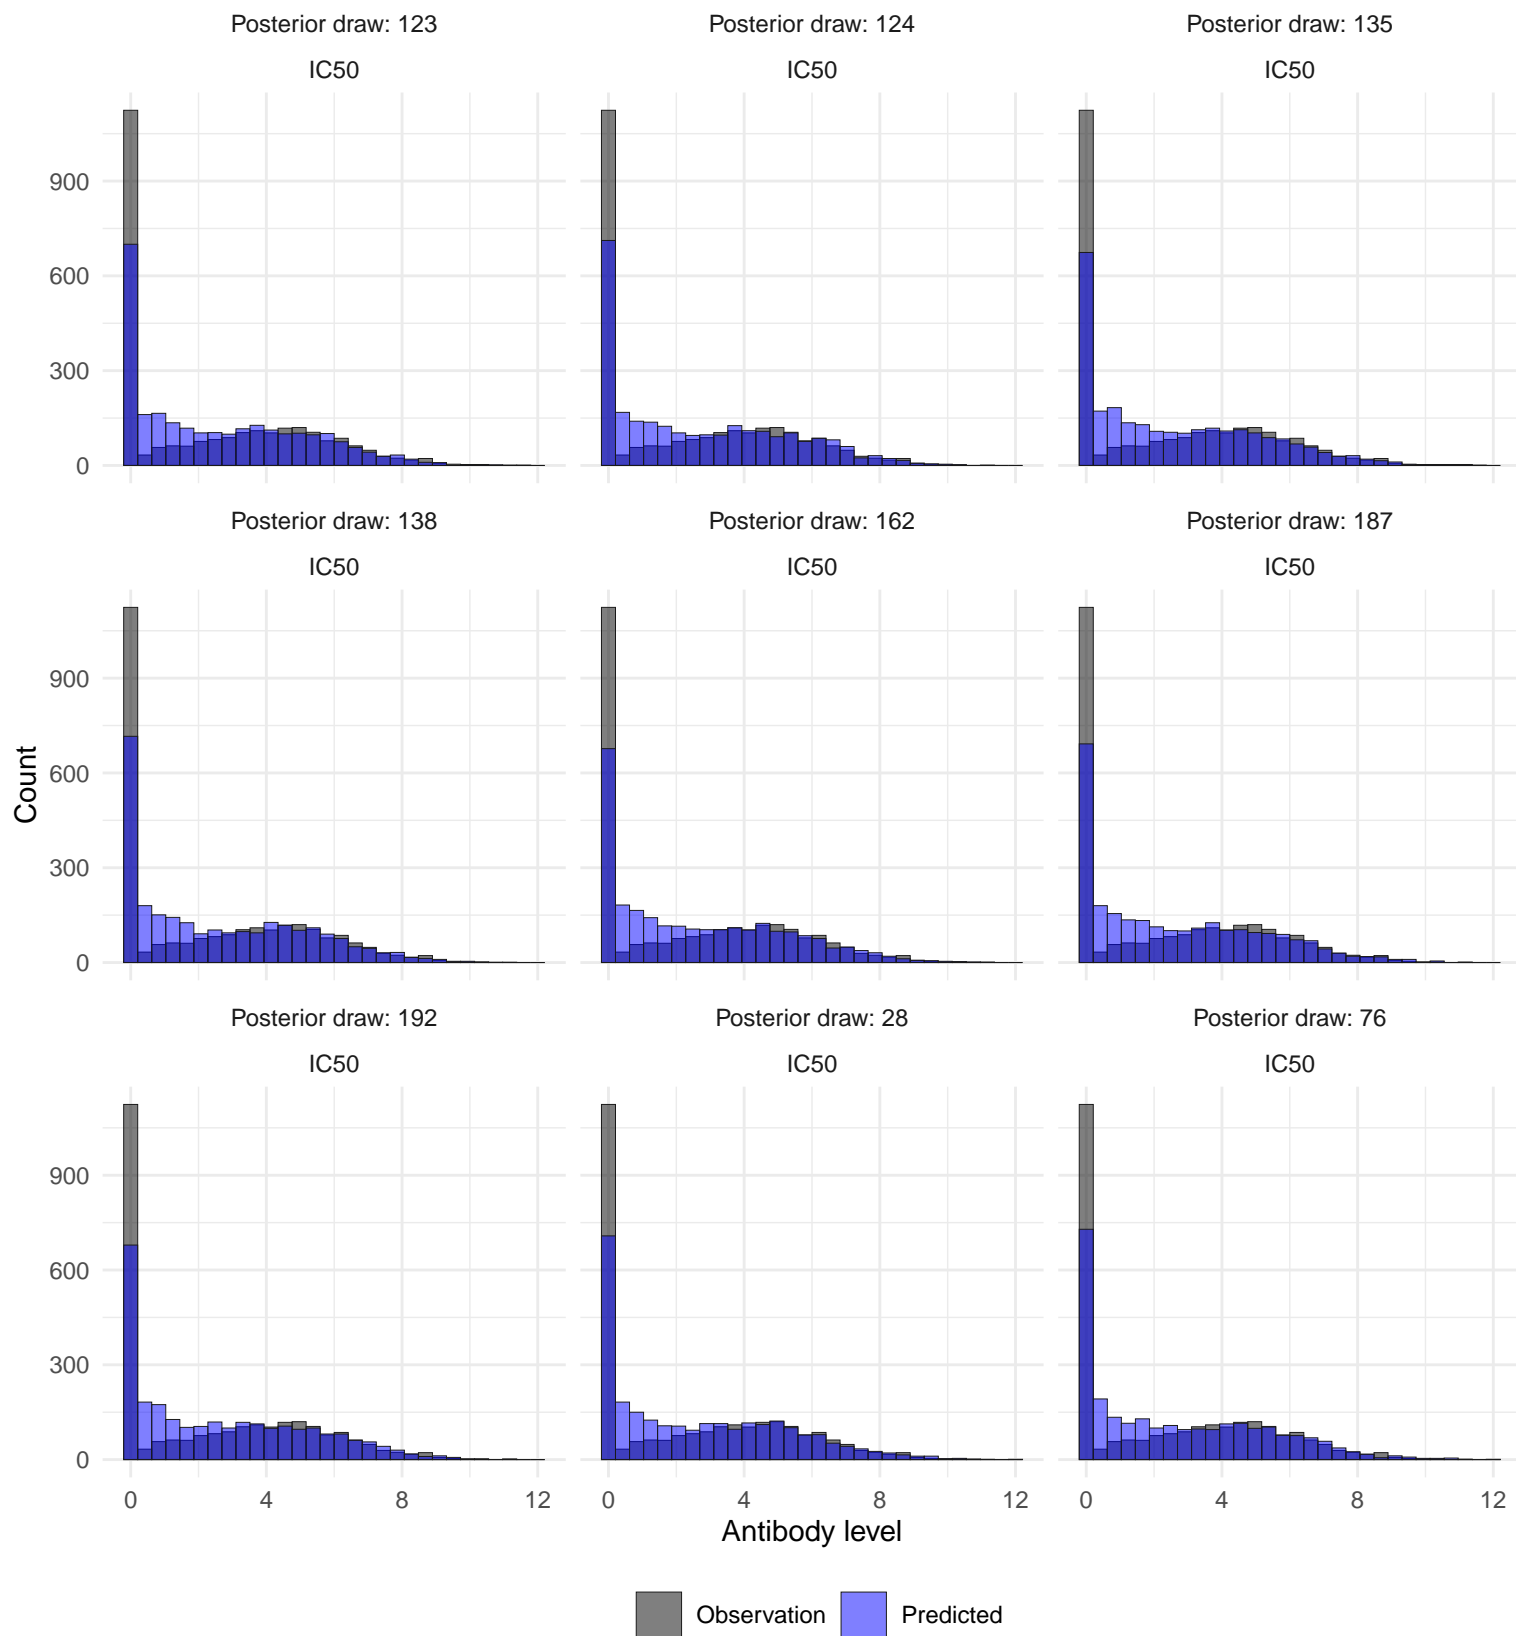 Posterior draw: 123
Posterior draw: 124
Posterior draw: 135
IC50
IC50
IC50
900
600
300
0
Posterior draw: 138
Posterior draw: 162
Posterior draw: 187
IC50
IC50
IC50
900
600
300
0
Count
Posterior draw: 192
Posterior draw: 28
Posterior draw: 76
IC50
IC50
IC50
900
600
300
0
0 4 8 12
0 4 8 12
0 4 8 12
Antibody level
Observation
Predicted